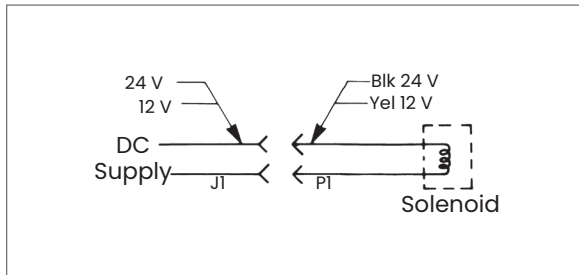 24 V
12 V
Blk 24 V
Yel 12 V
DC
Supply
J1
P1
Solenoid